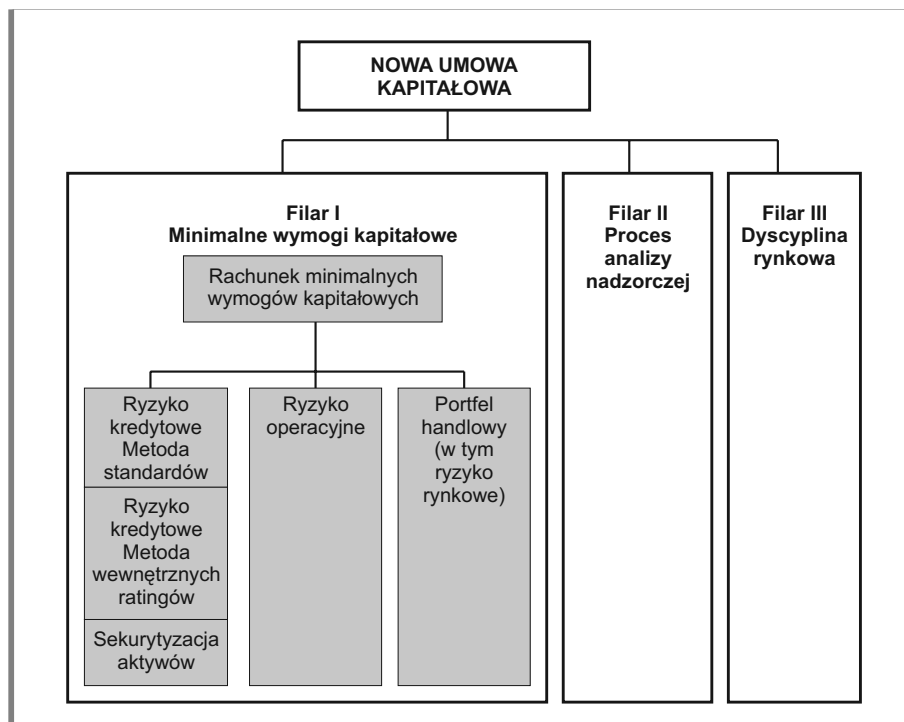 NOWA UMOWA
KAPITAŁOWA
Filar I
Minimalne wymogi kapitałowe
Rachunek minimalnych
wymogów kapitałowych
Ryzyko
kredytowe
Metoda
standardów
Ryzyko
kredytowe
Metoda
wewnętrznych
ratingów
Sekurytyzacja
aktywów
Ryzyko
operacyjne
Portfel
handlowy
(w tym
ryzyko
rynkowe)
Filar II
Proces
analizy
nadzorczej
Filar III
Dyscyplina
rynkowa